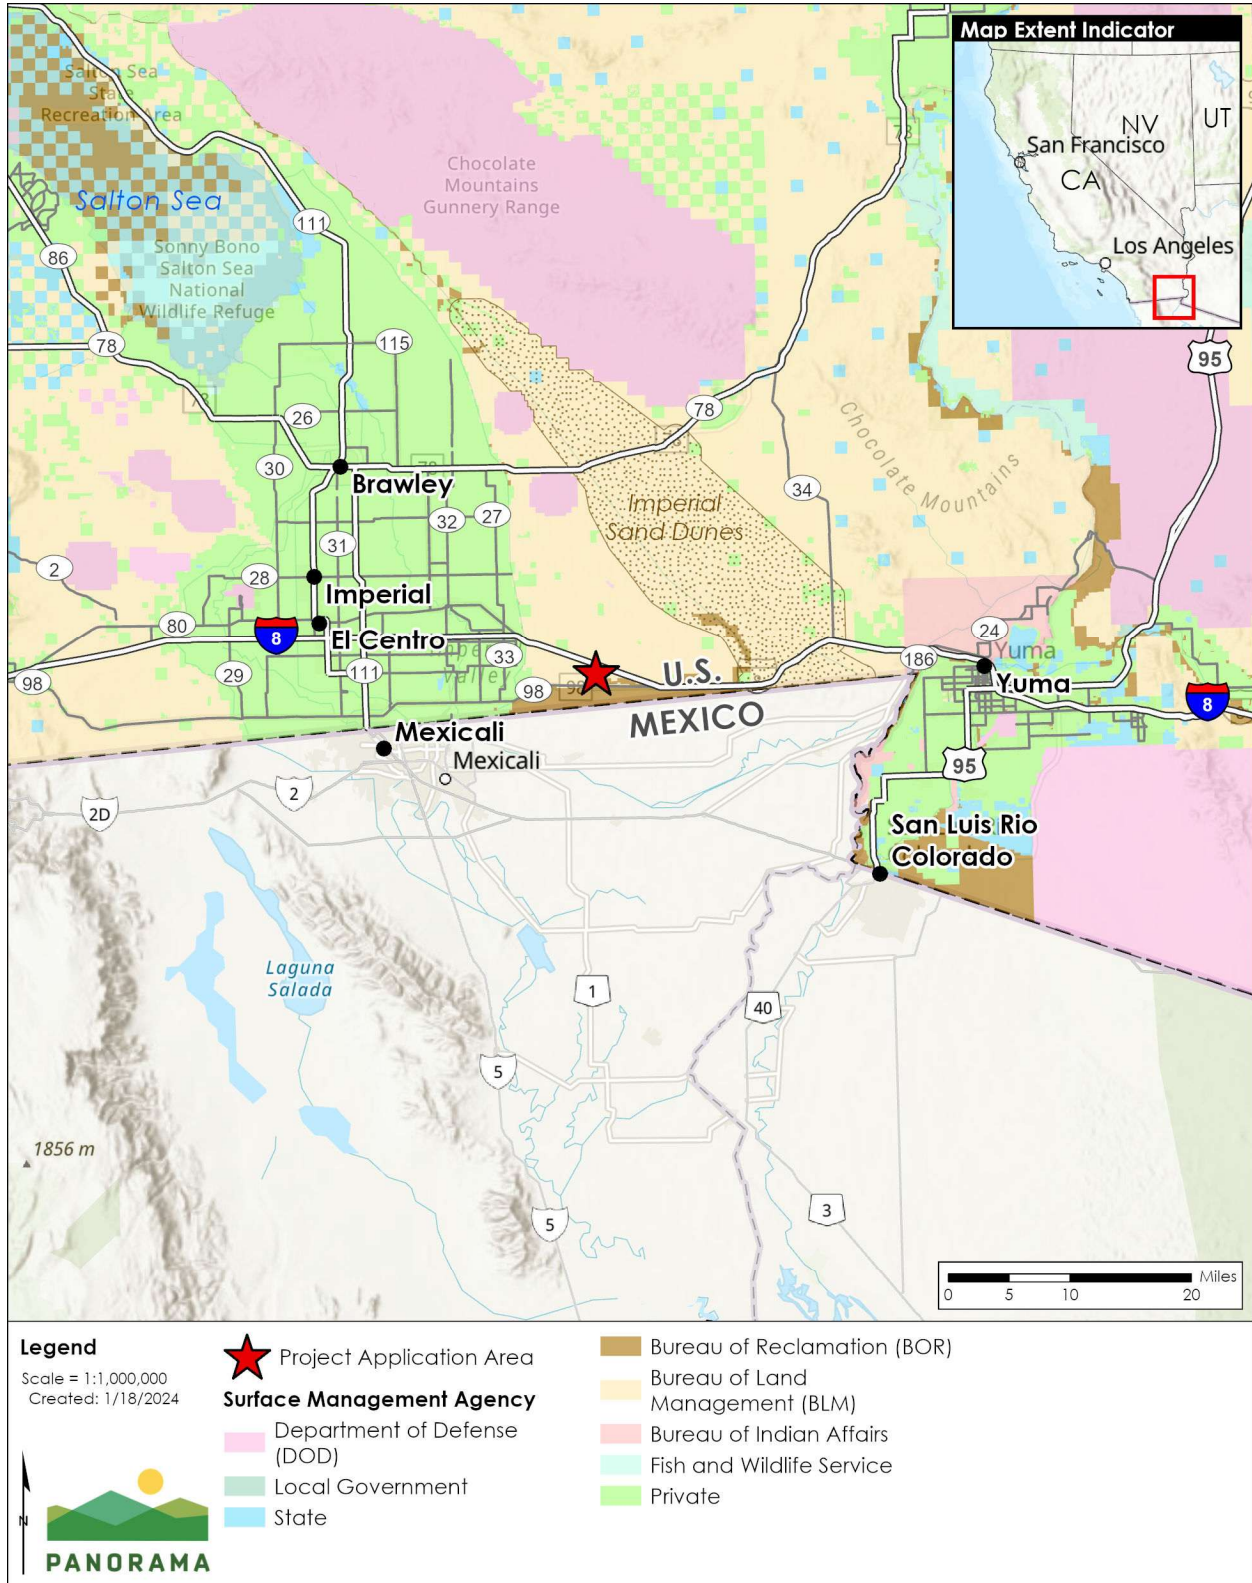 Map Extent Indicator
NV
UT
San Francisco
CA
Los Angeles
Salton Sea
State
Recreation Area
Chocolate
Mountains
Gunnery Range
78
Salton Sea
111
86
Sonny Bono
Salton Sea
National
Wildlife Refuge
78
115
78
95
26
78
78
30
Brawley
78
34
Chocolate Mountains
Imperial
Sand Dunes
32
27
31
2
28
Imperial
80
8
El Centro
24
Yuma
98
29
111
Valley
33
98
98
U.S.
186
Yuma
8
MEXICO
Mexicali
Mexicali
95
2D
2
San Luis Rio
Colorado
Laguna
Salada
1
40
5
1856 m
5
3
Miles
0 5 10 20
Legend
Scale = 1:1,000,000
Created: 1/18/2024
N
PANORAMA
Project Application Area
Surface Management Agency
Department of Defense
(DOD)
Local Government
State
Bureau of Reclamation (BOR)
Bureau of Land
Management (BLM)
Bureau of Indian Affairs
Fish and Wildlife Service
Private